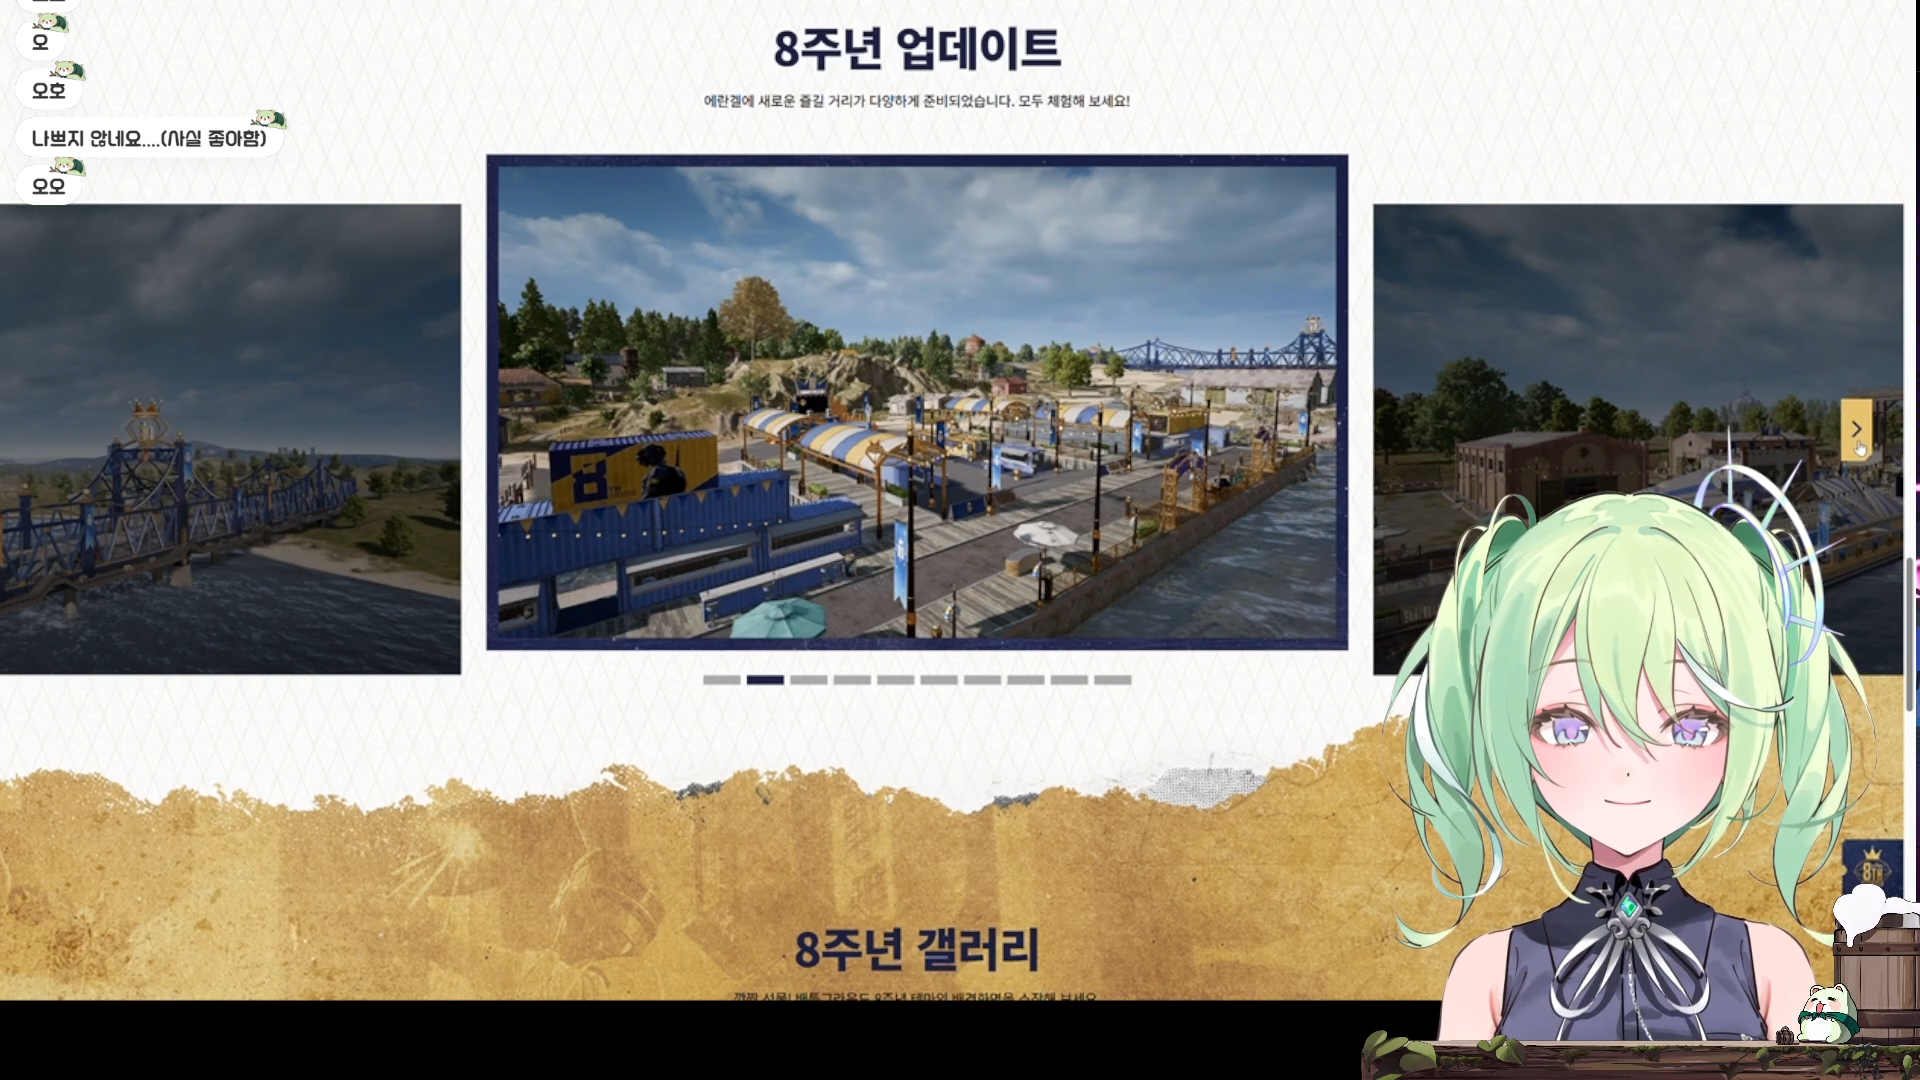 오
오호
나쁘지 않네요....(사실 좋아함)
오오
8주년 업데이트
에란겔에 새로운 즐길 거리가 다양하게 준비되었습니다. 모두 체험해 보세요!
8
8TH
8주년 갤러리